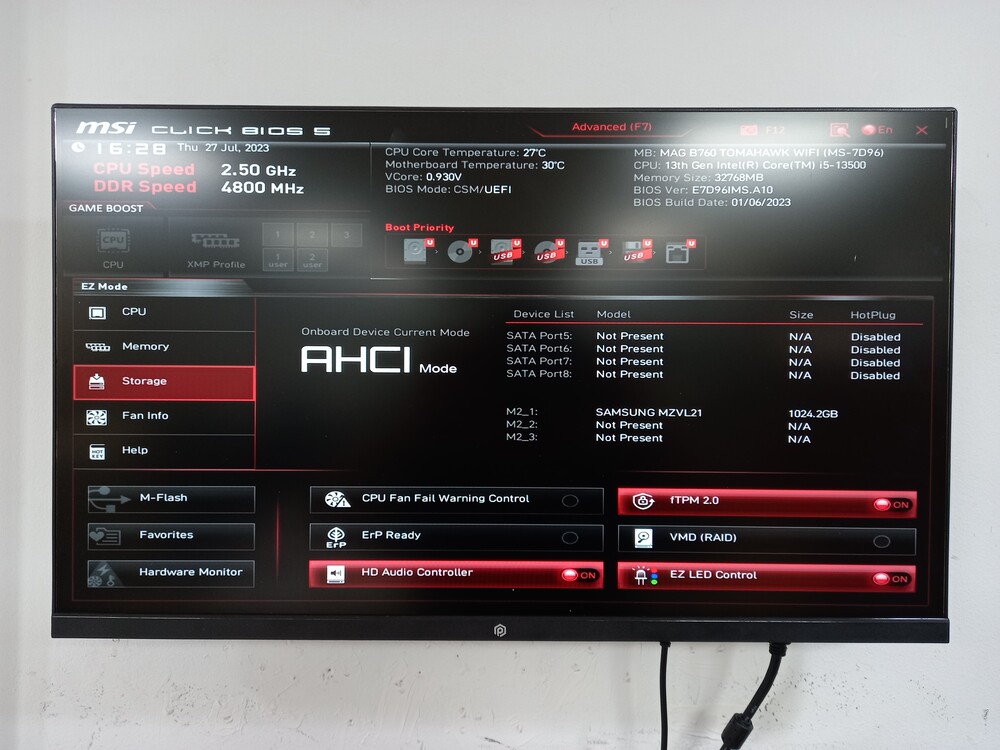 msi CLICK BIOS 5
Advanced (F7)
F12
En
X
16:28 Thu 27 Jul, 2023
CPU Speed 2.50 GHz
DDR Speed 4800 MHz
CPU Core Temperature: 27°C
Motherboard Temperature: 30°C
VCore: 0.930V
BIOS Mode: CSM/UEFI
MB: MAG B760 TOMAHAWK WIFI (MS-7D96)
CPU: 13th Gen Intel(R) Core(TM) i5-13500
Memory Size: 32768MB
BIOS Ver: E7D96IMS.A10
BIOS Build Date: 01/06/2023
GAME BOOST
CPU
CPU
XMP Profile
1 2 3
1 user
2 user
Boot Priority
U U U U U U U
USB USB USB USB
EZ Mode
CPU
Memory
Storage
Fan Info
HOT KEY
Help
Onboard Device Current Mode
AHCI Mode
Device List Model Size HotPlug
SATA Port5: Not Present N/A Disabled
SATA Port6: Not Present N/A Disabled
SATA Port7: Not Present N/A Disabled
SATA Port8: Not Present N/A Disabled
M2_1: SAMSUNG MZVL21 1024.2GB
M2_2: Not Present N/A
M2_3: Not Present N/A
M-Flash
Favorites
Hardware Monitor
CPU Fan Fail Warning Control
ErP
ErP Ready
HD Audio Controller ON
fTPM 2.0 ON
VMD (RAID)
EZ LED Control ON